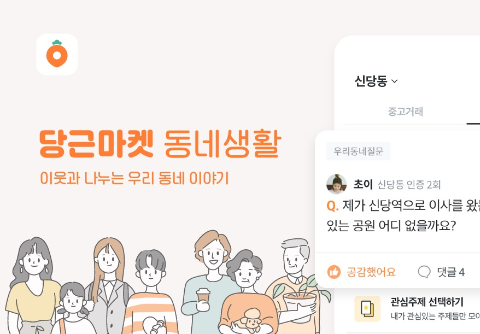 당근마켓 동네생활
이웃과 나누는 우리 동네 이야기
신당동
중고거래
우리동네질문
초이 신당동 인증 2회
Q. 제가 신당역으로 이사를 왔
있는 공원 어디 없을까요?
공감했어요 댓글 4
관심주제 선택하기
내가 관심있는 주제들만 모아